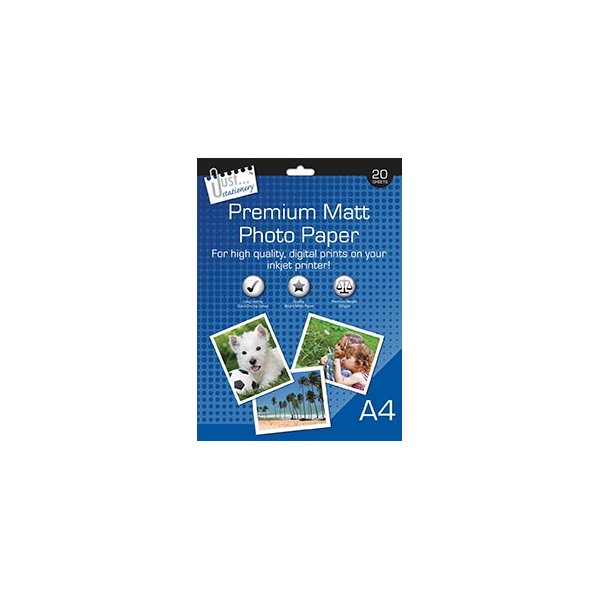 Just...
stationery
20
SHEETS
Premium Matt
Photo Paper
For high quality, digital prints on your
inkjet printer!
A4